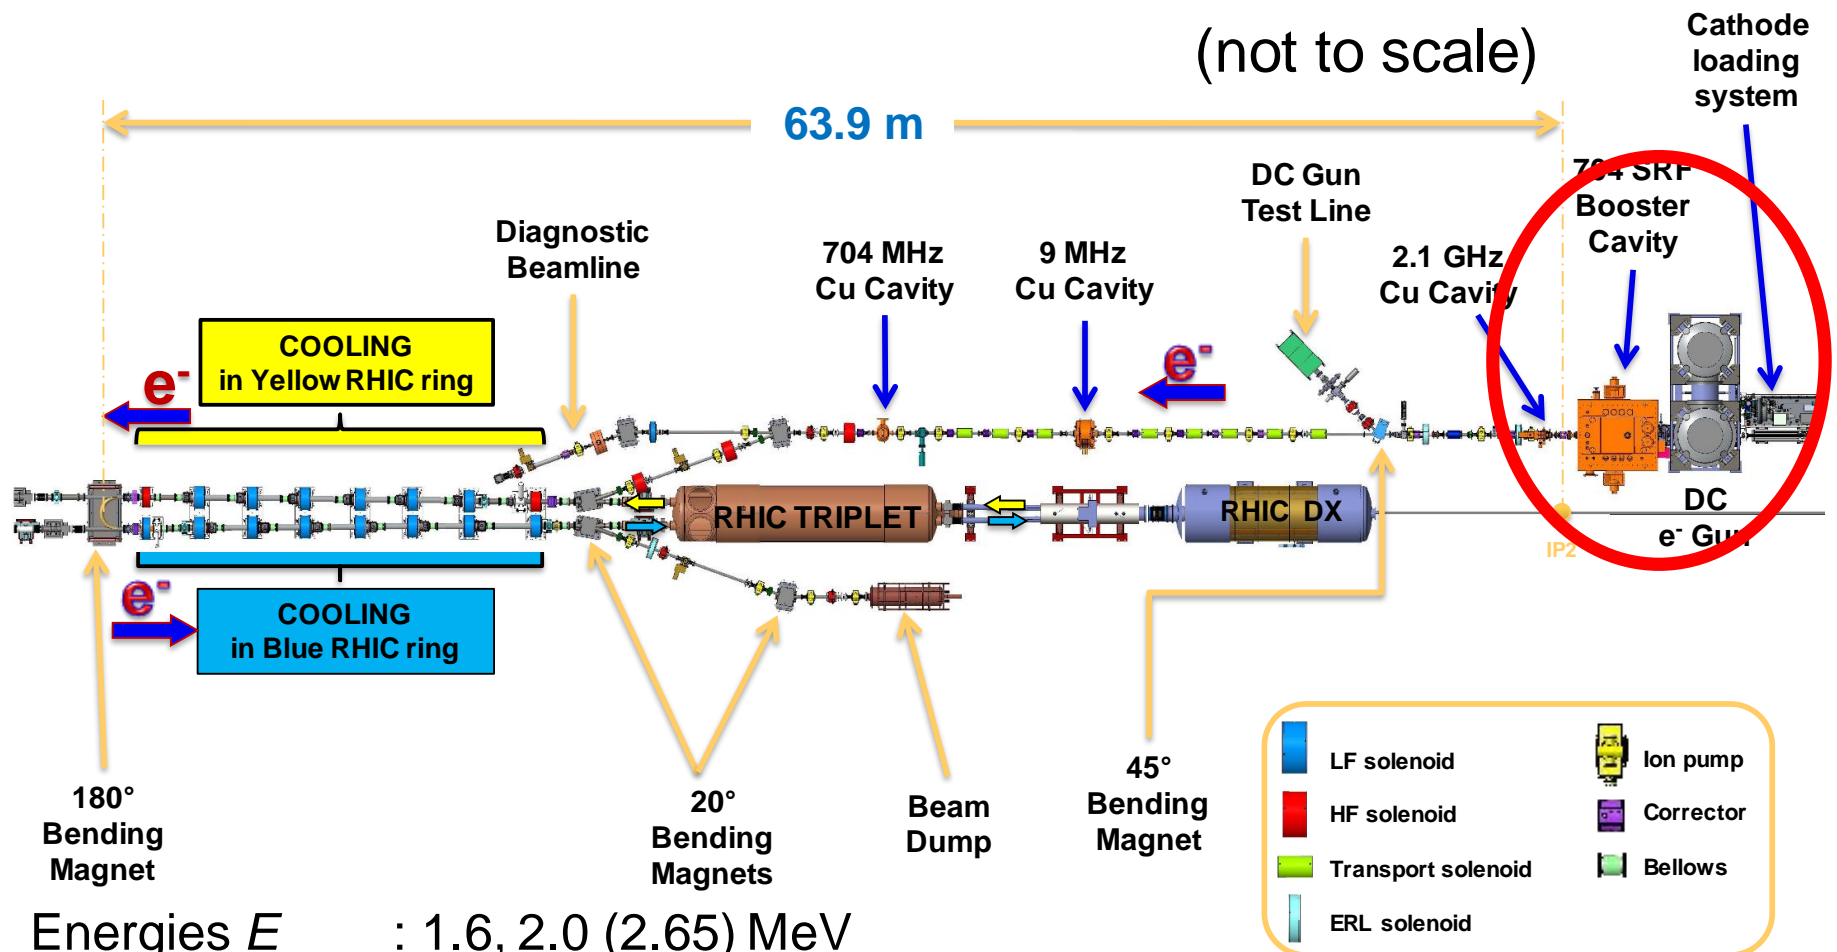 (not to scale)
Cathode
loading
system
63.9 m
DC Gun
Test Line
704 SRF
Booster
Cavity
Diagnostic
Beamline
704 MHz
Cu Cavity
9 MHz
Cu Cavity
2.1 GHz
Cu Cavity
COOLING
in Yellow RHIC ring
e-
e-
RHIC TRIPLET
RHIC DX
DC
e- Gun
IP2
e-
COOLING
in Blue RHIC ring
180°
Bending
Magnet
20°
Bending
Magnets
Beam
Dump
45°
Bending
Magnet
LF solenoid
HF solenoid
Transport solenoid
ERL solenoid
Ion pump
Corrector
Bellows
Energies E : 1.6, 2.0 (2.65) MeV